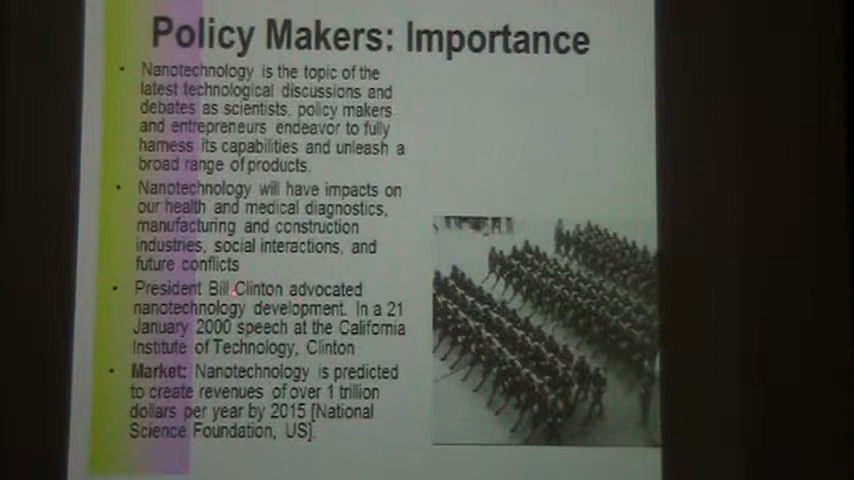 Policy Makers: Importance
• Nanotechnology is the topic of the
latest technological discussions and
debates as scientists, policy makers
and entrepreneurs endeavor to fully
harness its capabilities and unleash a
broad range of products.
• Nanotechnology will have impacts on
our health and medical diagnostics,
manufacturing and construction
industries, social interactions, and
future conflicts
• President Bill Clinton advocated
nanotechnology development. In a 21
January 2000 speech at the California
Institute of Technology, Clinton
• Market: Nanotechnology is predicted
to create revenues of over 1 trillion
dollars per year by 2015 [National
Science Foundation, US].